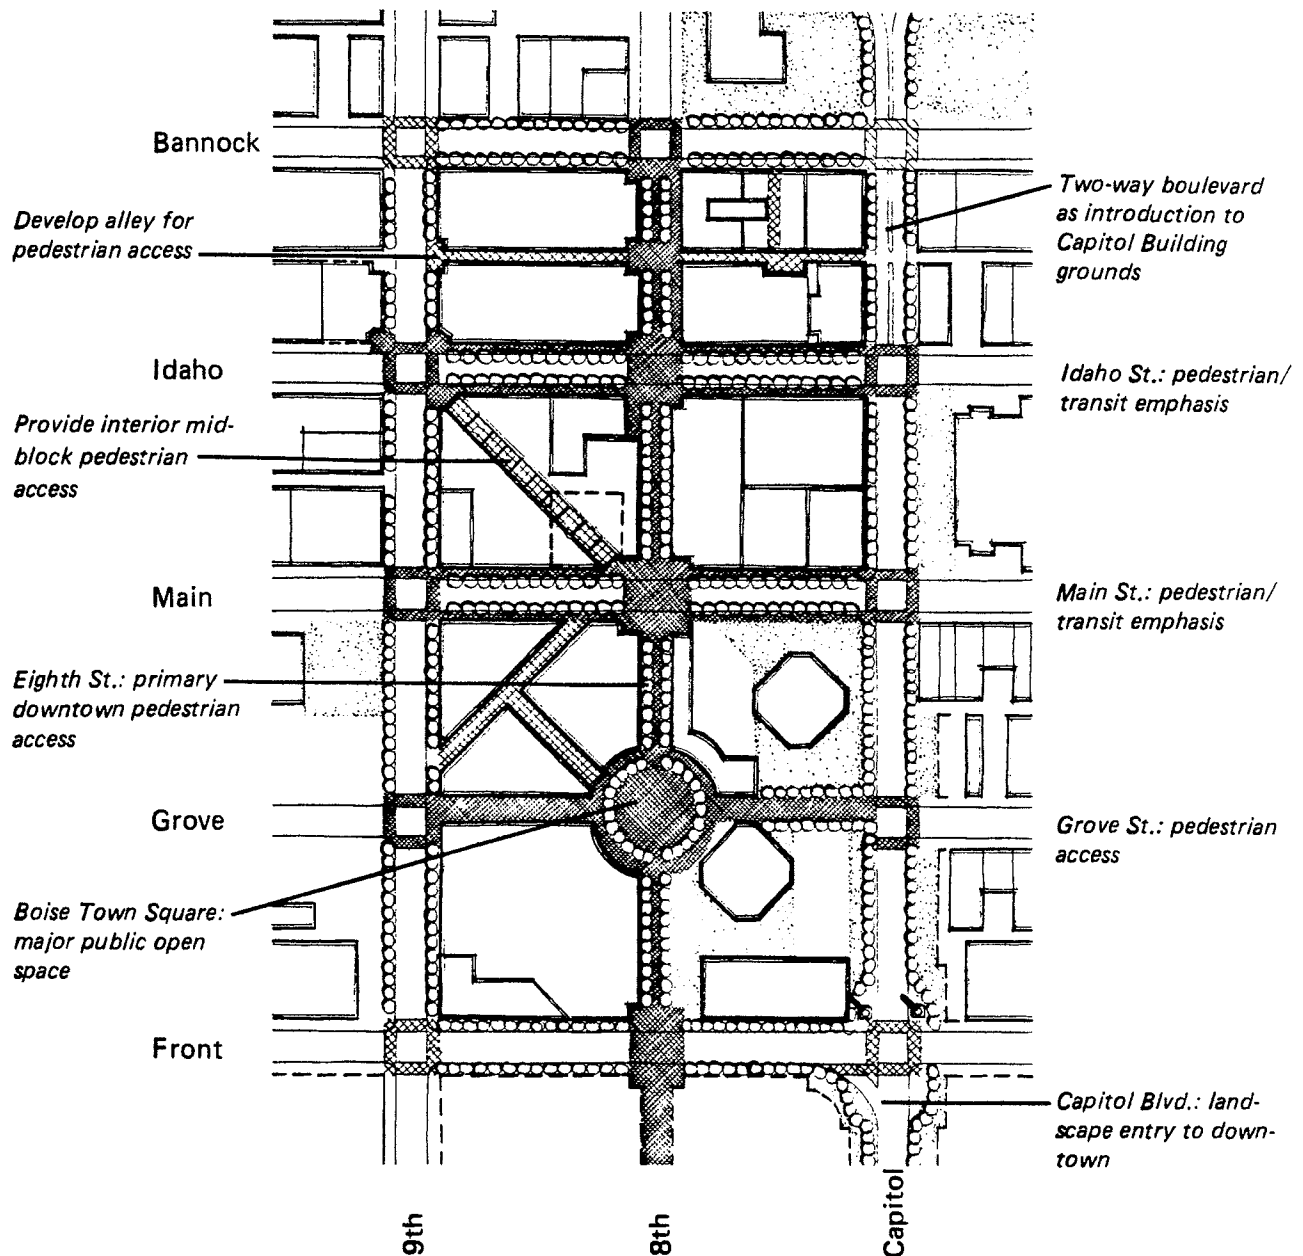 Bannock
Develop alley for
pedestrian access
Two-way boulevard
as introduction to
Capitol Building
grounds
Idaho
Idaho St.: pedestrian/
transit emphasis
Provide interior mid-
block pedestrian
access
Main
Main St.: pedestrian/
transit emphasis
Eighth St.: primary
downtown pedestrian
access
Grove
Grove St.: pedestrian
access
Boise Town Square:
major public open
space
Front
Capitol Blvd.: land-
scape entry to down-
town
9th
8th
Capitol